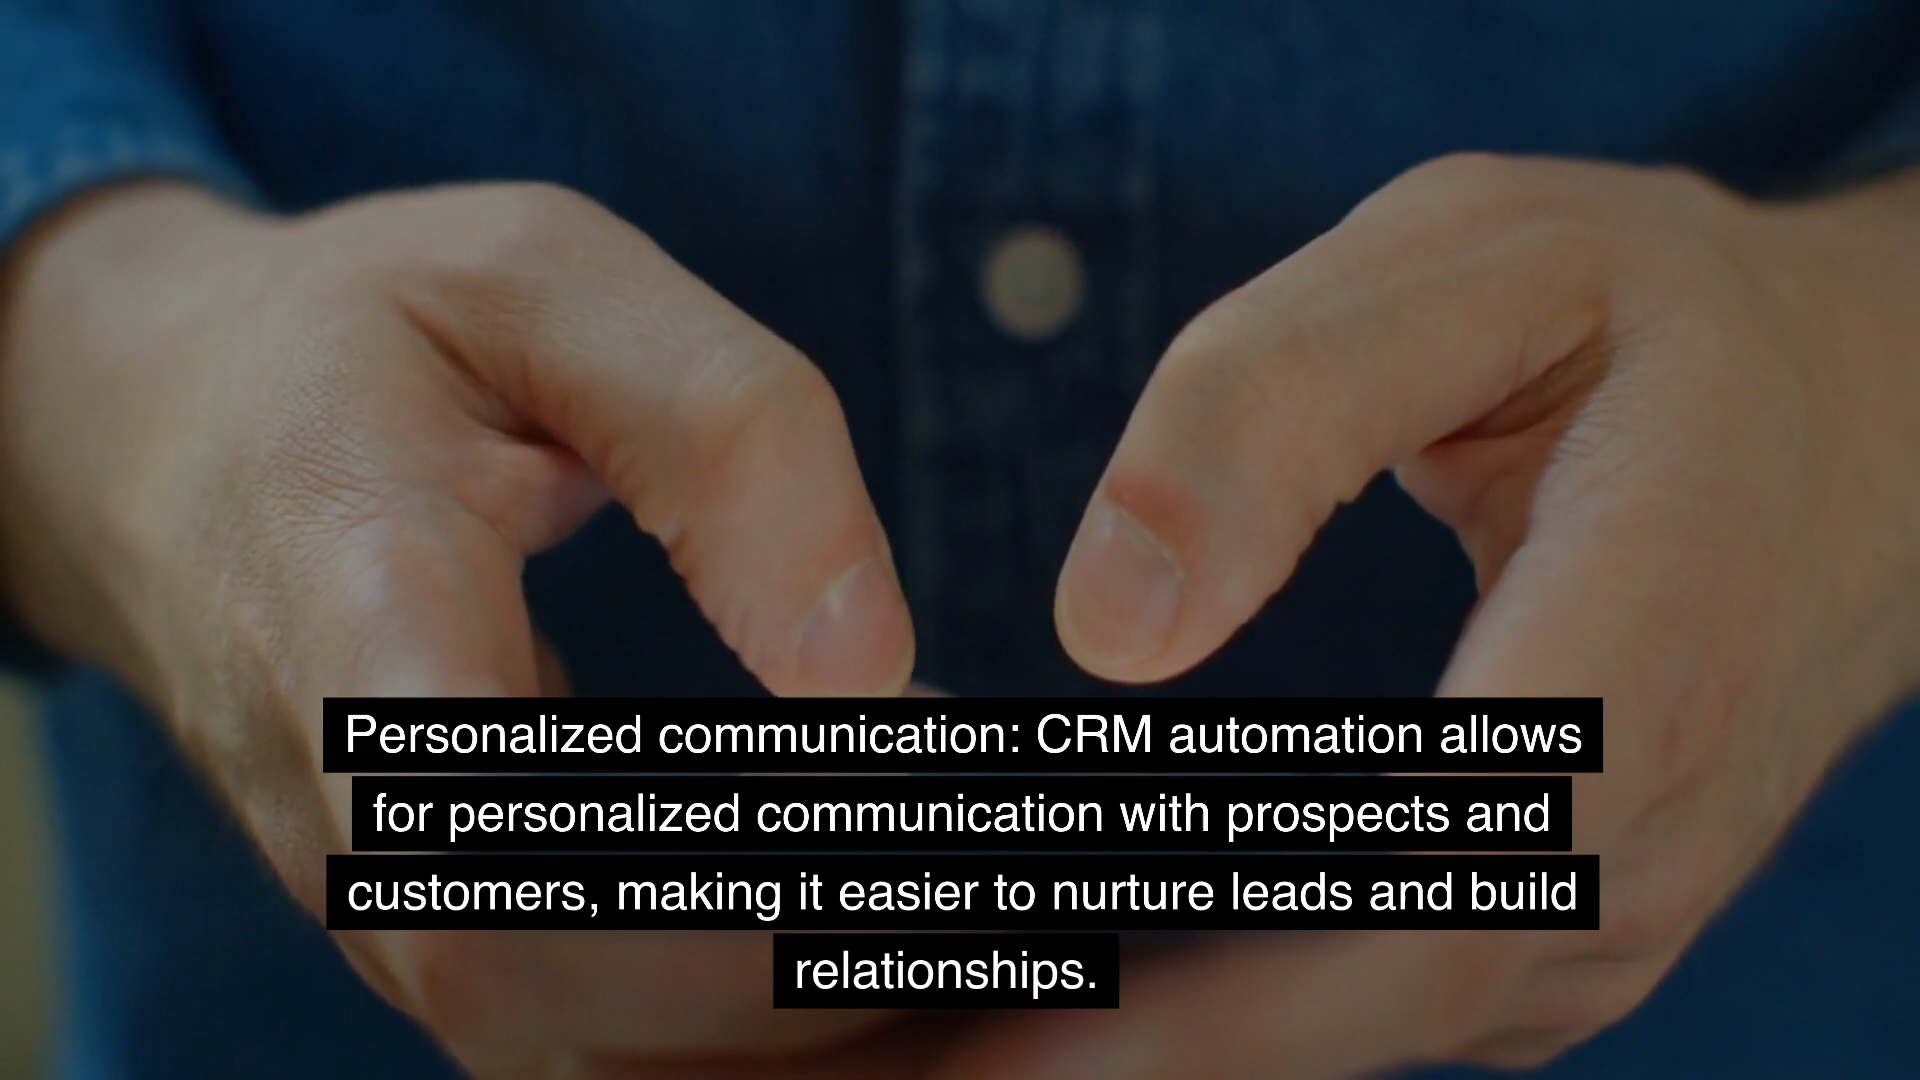 Personalized communication: CRM automation allows
for personalized communication with prospects and
customers, making it easier to nurture leads and build
relationships.